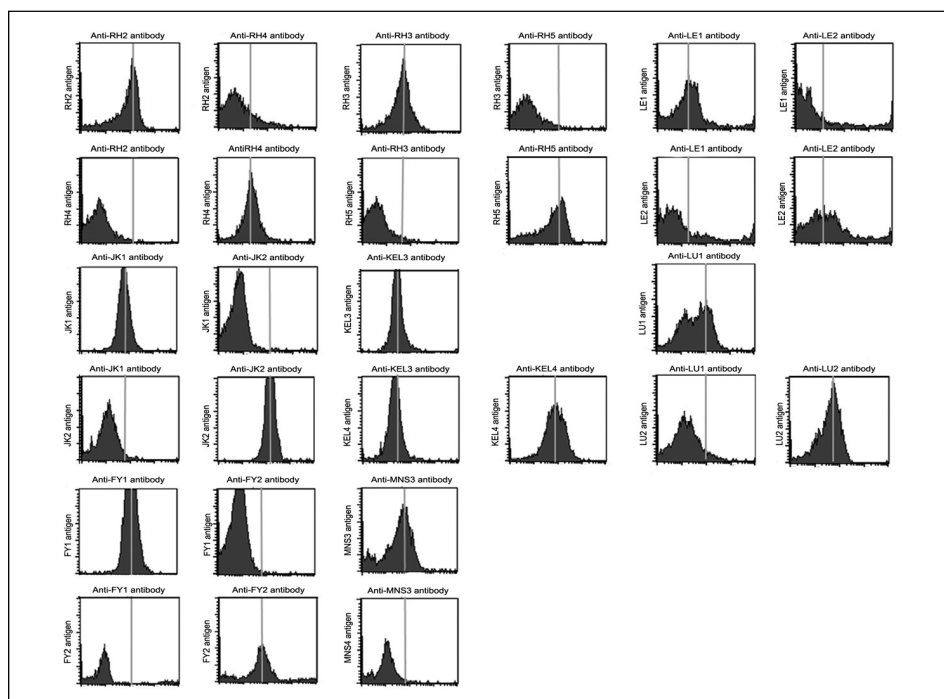 Anti-RH2 antibody Anti-RH4 antibody Anti-RH3 antibody Anti-RH5 antibody Anti-LE1 antibody Anti-LE2 antibody
RH2 antigen RH2 antigen RH3 antigen RH3 antigen LE1 antigen LE1 antigen
Anti-RH2 antibody AntiRH4 antibody Anti-RH3 antibody Anti-RH5 antibody Anti-LE1 antibody Anti-LE2 antibody
RH4 antigen RH4 antigen RH5 antigen RH5 antigen LE2 antigen LE2 antigen
Anti-JK1 antibody Anti-JK2 antibody Anti-KEL3 antibody Anti-LU1 antibody
JK1 antigen JK1 antigen KEL3 antigen LU1 antigen
Anti-JK1 antibody Anti-JK2 antibody Anti-KEL3 antibody Anti-KEL4 antibody Anti-LU1 antibody Anti-LU2 antibody
JK2 antigen JK2 antigen KEL4 antigen KEL4 antigen LU2 antigen LU2 antigen
Anti-FY1 antibody Anti-FY2 antibody Anti-MNS3 antibody
FY1 antigen FY1 antigen MNS3 antigen
Anti-FY1 antibody Anti-FY2 antibody Anti-MNS3 antibody
FY2 antigen FY2 antigen MNS4 antigen